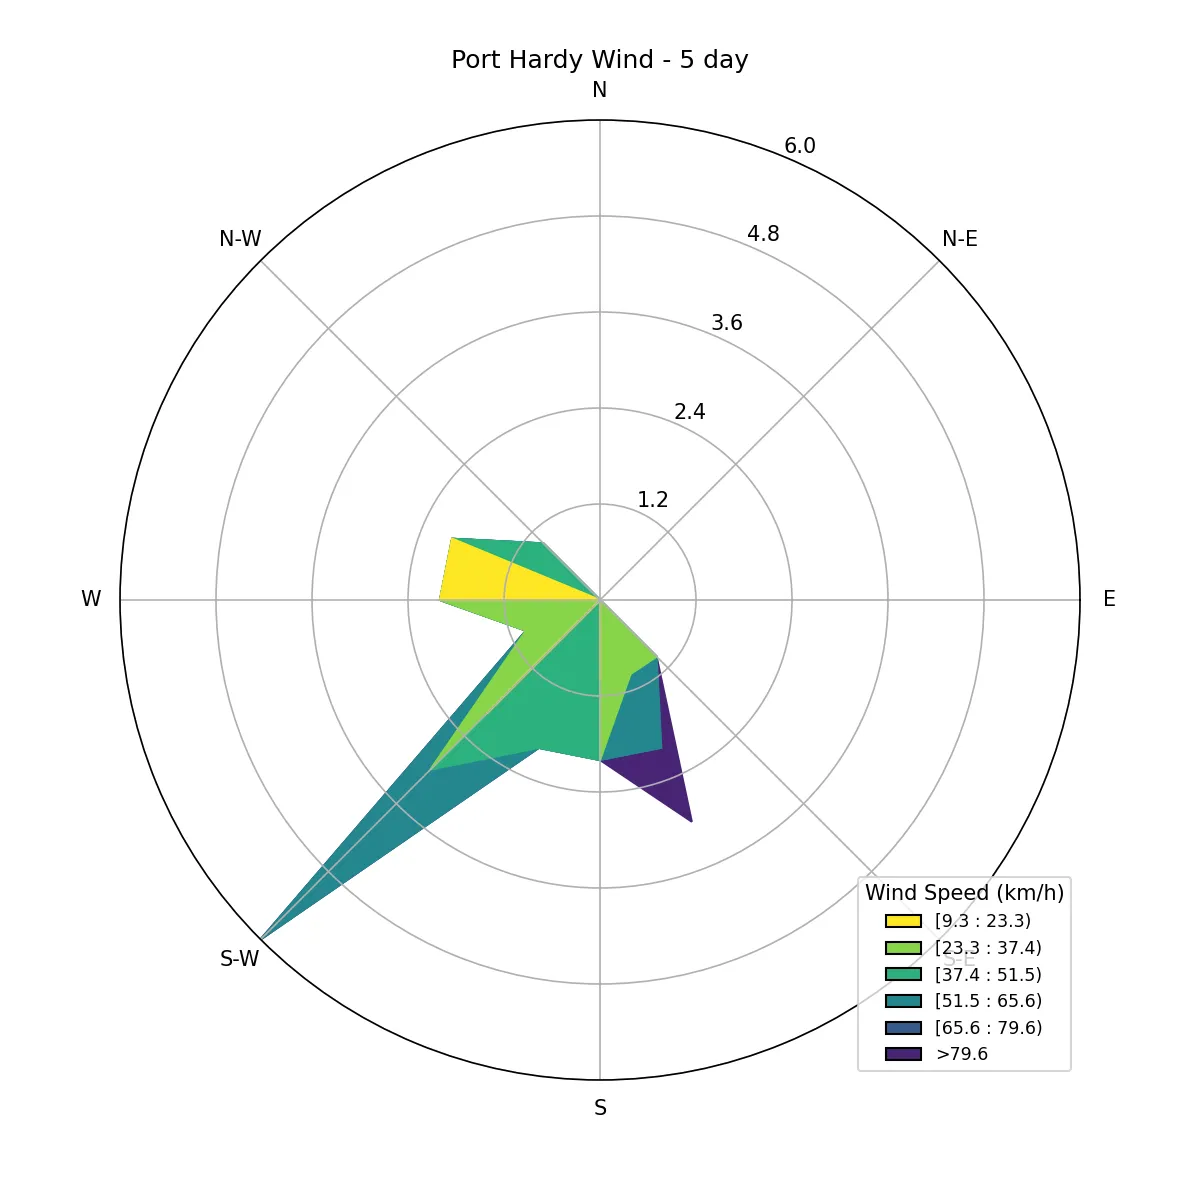 Port Hardy Wind - 5 day
N
6.0
N-W
N-E
4.8
3.6
2.4
1.2
W
E
Wind Speed (km/h)
[9.3 : 23.3)
[23.3 : 37.4)
S-W
S-E
[37.4 : 51.5)
[51.5 : 65.6)
[65.6 : 79.6)
>79.6
S